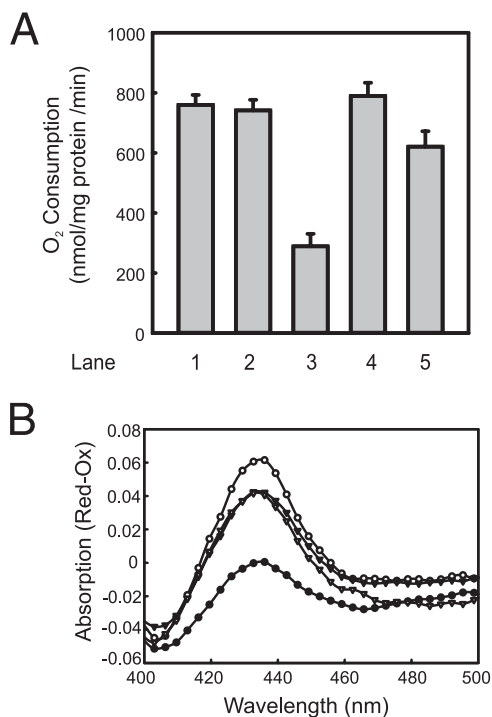 A
O₂ Consumption
(nmol/mg protein /min)
1000
800
600
400
200
0
Lane 1 2 3 4 5
B
Absorption (Red-Ox)
0.08
0.06
0.04
0.02
0
-0.02
-0.04
-0.06
400 420 440 460 480 500
Wavelength (nm)